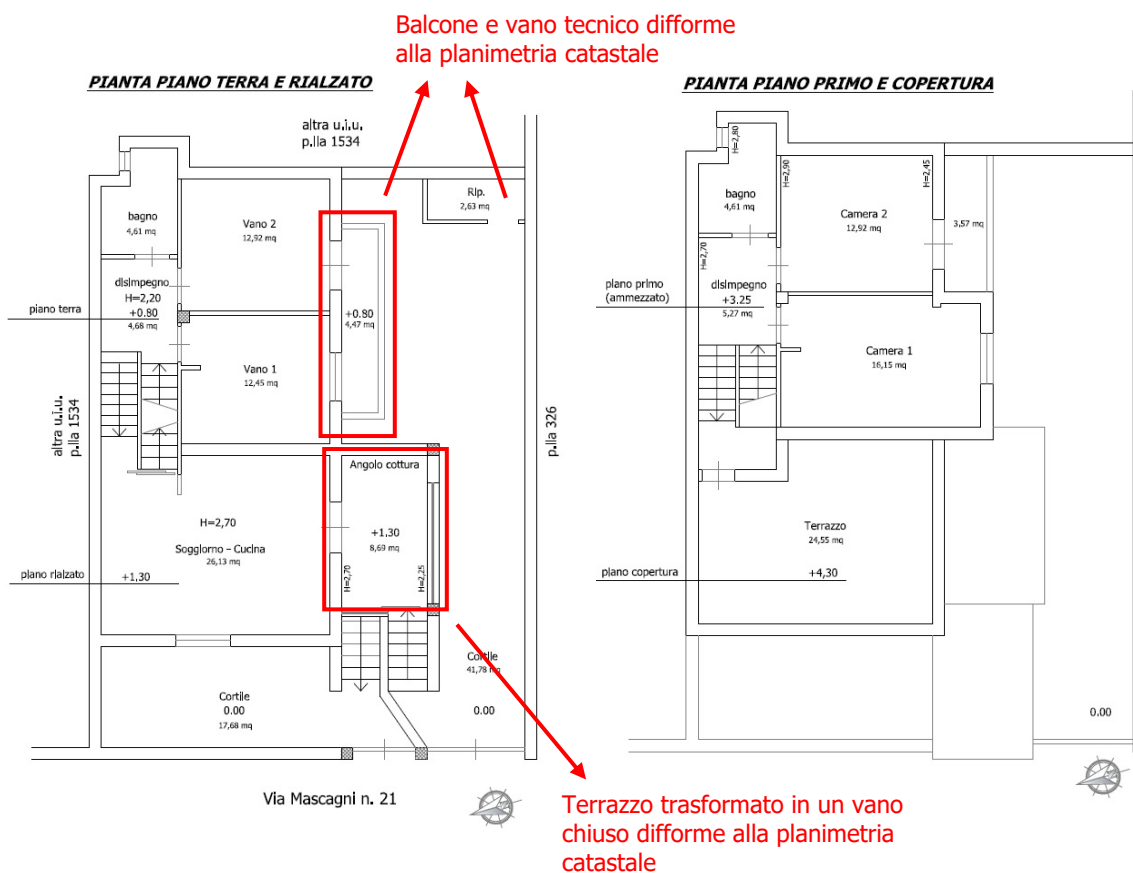 Balcone e vano tecnico difforme
alla planimetria catastale
PIANTA PIANO TERRA E RIALZATO
altra u.i.u.
p.lla 1534
bagno
4,61 mq
Vano 2
12,92 mq
Rip.
2,63 mq
disimpegno
H=2,20
+0.80
4,68 mq
piano terra
+0.80
4,47 mq
Vano 1
12,45 mq
altra u.i.u.
p.lla 1534
p.lla 326
Angolo cottura
H=2,70
Soggiorno - Cucina
26,13 mq
+1.30
8,69 mq
H=2,70
H=2,25
piano rialzato
+1,30
Cortile
41,78 mq
0.00
Cortile
0.00
17,68 mq
Via Mascagni n. 21
PIANTA PIANO PRIMO E COPERTURA
H=2,80
H=2,90
H=2,45
bagno
4,61 mq
Camera 2
12,92 mq
3,57 mq
H=2,70
disimpegno
+3.25
5,27 mq
piano primo
(ammezzato)
Camera 1
16,15 mq
Terrazzo
24,55 mq
piano copertura
+4,30
0.00
Terrazzo trasformato in un vano
chiuso difforme alla planimetria
catastale